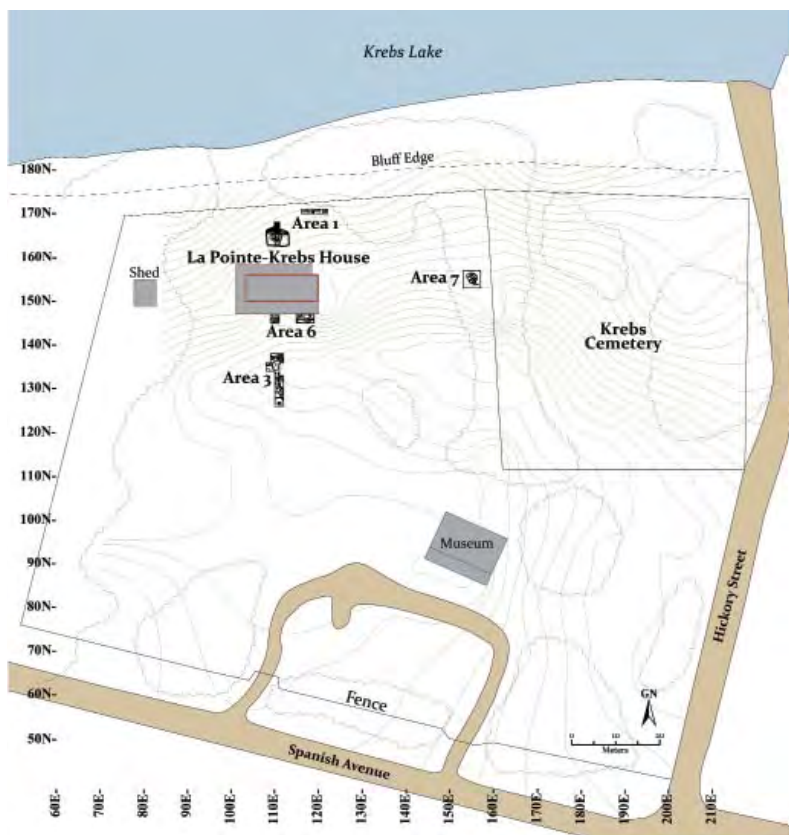 Krebs Lake
Bluff Edge
180N-
170N-
160N-
150N-
140N-
130N-
120N-
110N-
100N-
90N-
80N-
70N-
60N-
50N-
Area 1
La Pointe-Krebs House
Shed
Area 7
Area 6
Krebs
Cemetery
Area 3
Museum
Hickory Street
Fence
GN
0 10 20
Meters
Spanish Avenue
60E-
70E-
80E-
90E-
100E-
110E-
120E-
130E-
140E-
150E-
160E-
170E-
180E-
190E-
200E-
210E-